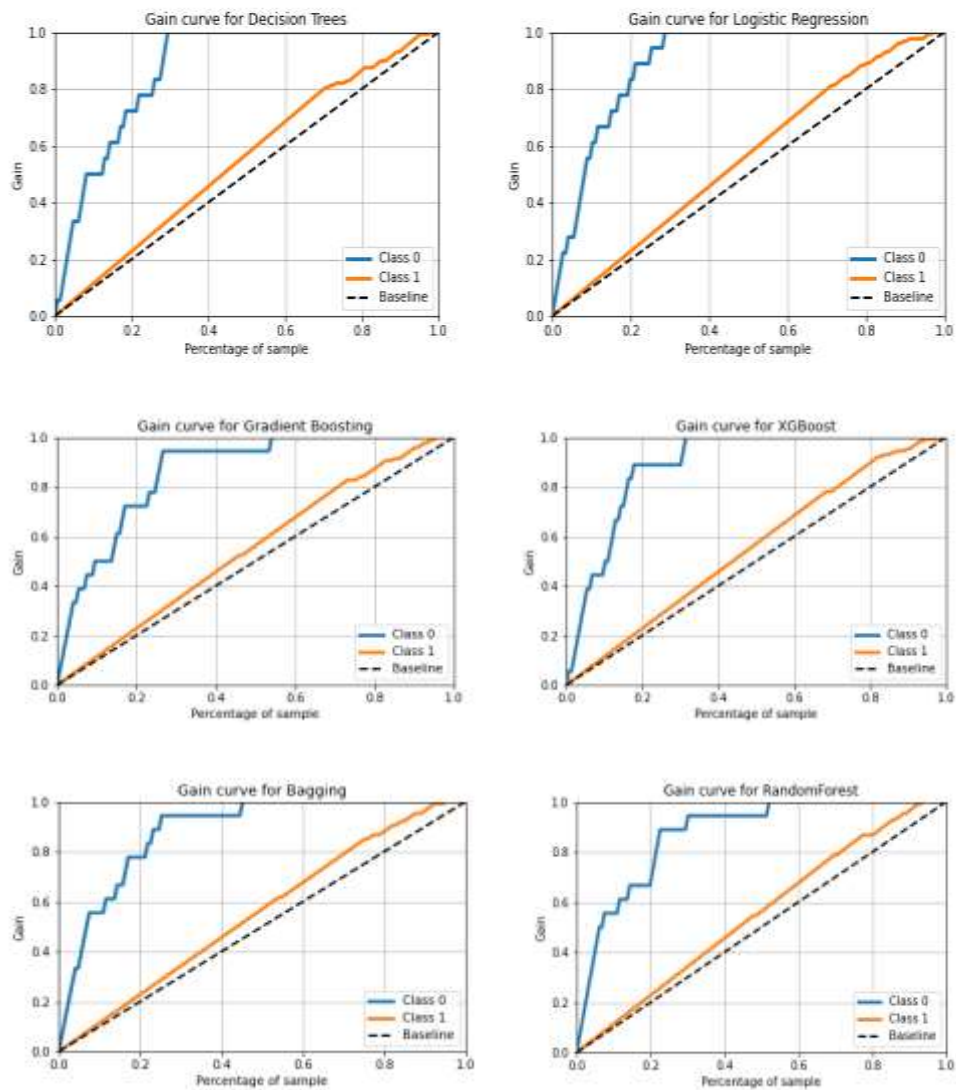 Gain curve for Decision Trees
1.0
0.8
0.6
0.4
0.2
0.0
Gain
Class 0
Class 1
Baseline
0.0 0.2 0.4 0.6 0.8 1.0
Percentage of sample
Gain curve for Logistic Regression
1.0
0.8
0.6
0.4
0.2
0.0
Gain
Class 0
Class 1
Baseline
0.0 0.2 0.4 0.6 0.8 1.0
Percentage of sample
Gain curve for Gradient Boosting
1.0
0.8
0.6
0.4
0.2
0.0
Gain
Class 0
Class 1
Baseline
0.0 0.2 0.4 0.6 0.8 1.0
Percentage of sample
Gain curve for XGBoost
1.0
0.8
0.6
0.4
0.2
0.0
Gain
Class 0
Class 1
Baseline
0.0 0.2 0.4 0.6 0.8 1.0
Percentage of sample
Gain curve for Bagging
1.0
0.8
0.6
0.4
0.2
0.0
Gain
Class 0
Class 1
Baseline
0.0 0.2 0.4 0.6 0.8 1.0
Percentage of sample
Gain curve for RandomForest
1.0
0.8
0.6
0.4
0.2
0.0
Gain
Class 0
Class 1
Baseline
0.0 0.2 0.4 0.6 0.8 1.0
Percentage of sample